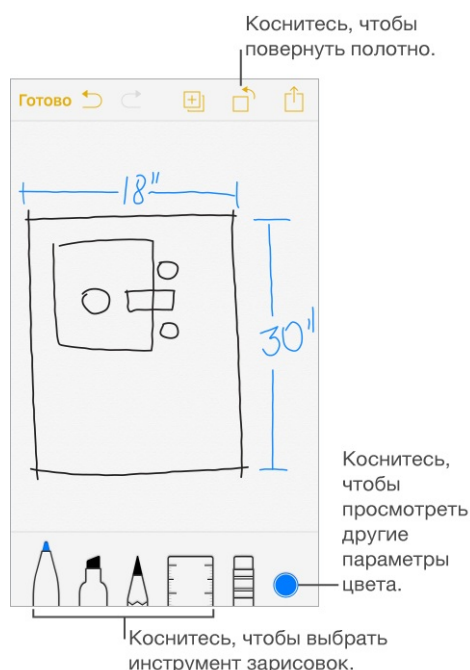 Коснитесь, чтобы
повернуть полотно.
Готово
18"
30"
Коснитесь,
чтобы
просмотреть
другие
параметры
цвета.
Коснитесь, чтобы выбрать
инструмент зарисовок.